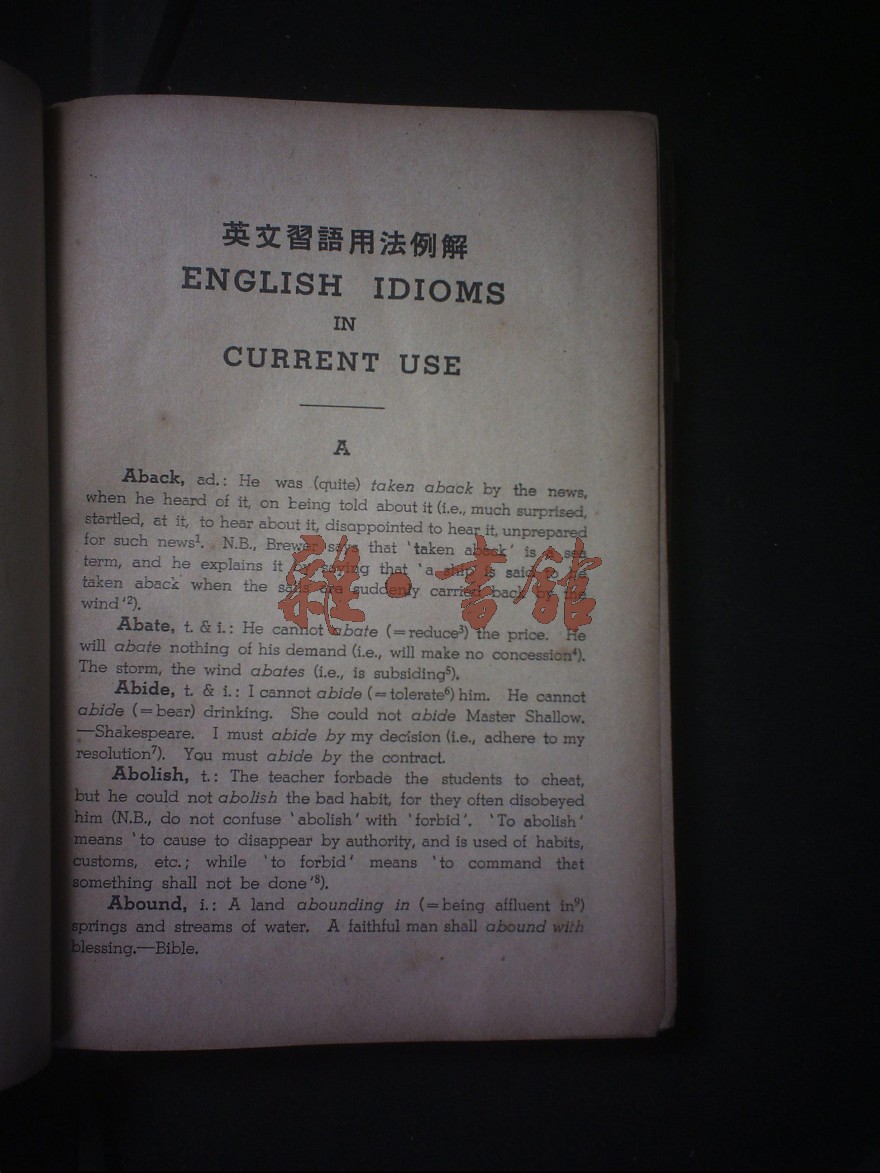 英文習語用法例解
ENGLISH IDIOMS
IN
CURRENT USE
A
Aback, ad.: He was (quite) taken aback by the news,
when he heard of it, on being told about it (i.e., much surprised,
startled, at it, to hear about it, disappointed to hear it, unprepared
for such news¹. N.B., Brewer says that 'taken aback' is a sea
term, and he explains it by saying that 'a ship is said to be
taken aback when the sails are suddenly carried back by the
wind'²).
Abate, t. & i.: He cannot abate (=reduce³) the price. He
will abate nothing of his demand (i.e., will make no concession⁴).
The storm, the wind abates (i.e., is subsiding⁵).
Abide, t. & i.: I cannot abide (=tolerate⁶) him. He cannot
abide (=bear) drinking. She could not abide Master Shallow.
—Shakespeare. I must abide by my decision (i.e., adhere to my
resolution⁷). You must abide by the contract.
Abolish, t.: The teacher forbade the students to cheat,
but he could not abolish the bad habit, for they often disobeyed
him (N.B., do not confuse 'abolish' with 'forbid'. 'To abolish'
means 'to cause to disappear by authority, and is used of habits,
customs, etc.; while 'to forbid' means 'to command that
something shall not be done'⁸).
Abound, i.: A land abounding in (=being affluent in⁹)
springs and streams of water. A faithful man shall abound with
blessing.—Bible.
雜·書館